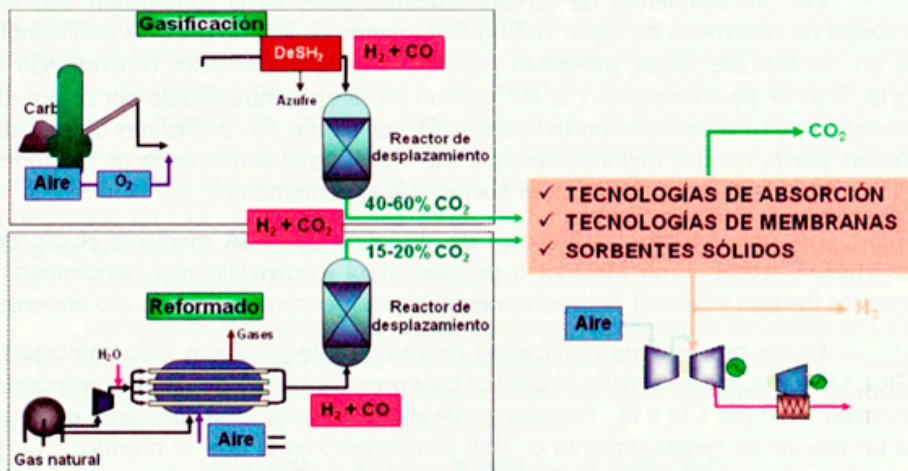 Gasificación
DeSH₂
H₂ + CO
Azufre
Carb
Aire
O₂
Reactor de
desplazamiento
40-60% CO₂
H₂ + CO₂
15-20% CO₂
Reformado
Reactor de
desplazamiento
Gases
H₂O
H₂ + CO
Aire
Gas natural
CO₂
✓ TECNOLOGÍAS DE ABSORCIÓN
✓ TECNOLOGÍAS DE MEMBRANAS
✓ SORBENTES SÓLIDOS
H₂
Aire